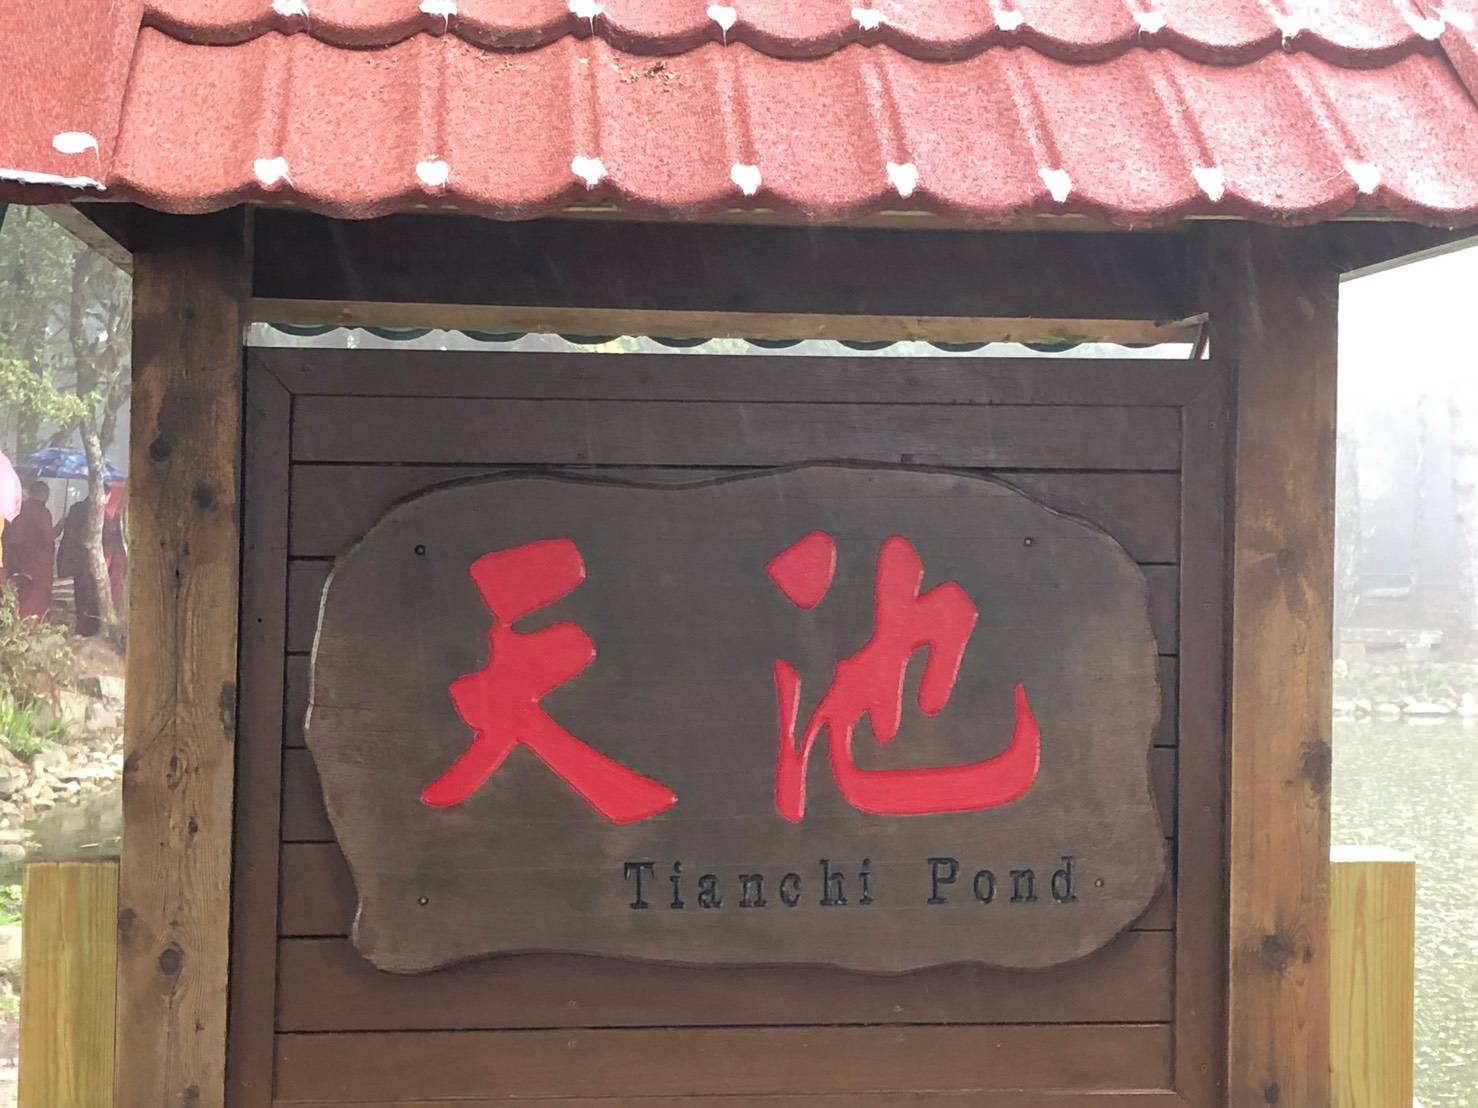 天池
Tianchi Pond